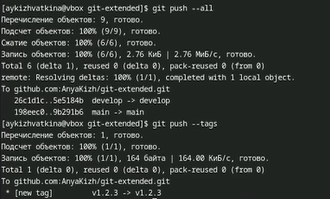 [aykizhvatkina@vbox git-extended]$ git push --all
Перечисление объектов: 9, готово.
Подсчет объектов: 100% (9/9), готово.
Сжатие объектов: 100% (6/6), готово.
Запись объектов: 100% (6/6), 2.76 КиБ | 2.76 МиБ/с, готово.
Total 6 (delta 1), reused 0 (delta 0), pack-reused 0 (from 0)
remote: Resolving deltas: 100% (1/1), completed with 1 local object.
To github.com:AnyaKizh/git-extended.git
26c1d1c..5e5184b develop -> develop
198eec0..9b291b6 main -> main
[aykizhvatkina@vbox git-extended]$ git push --tags
Перечисление объектов: 1, готово.
Подсчет объектов: 100% (1/1), готово.
Запись объектов: 100% (1/1), 164 байта | 164.00 КиБ/с, готово.
Total 1 (delta 0), reused 0 (delta 0), pack-reused 0 (from 0)
To github.com:AnyaKizh/git-extended.git
* [new tag] v1.2.3 -> v1.2.3